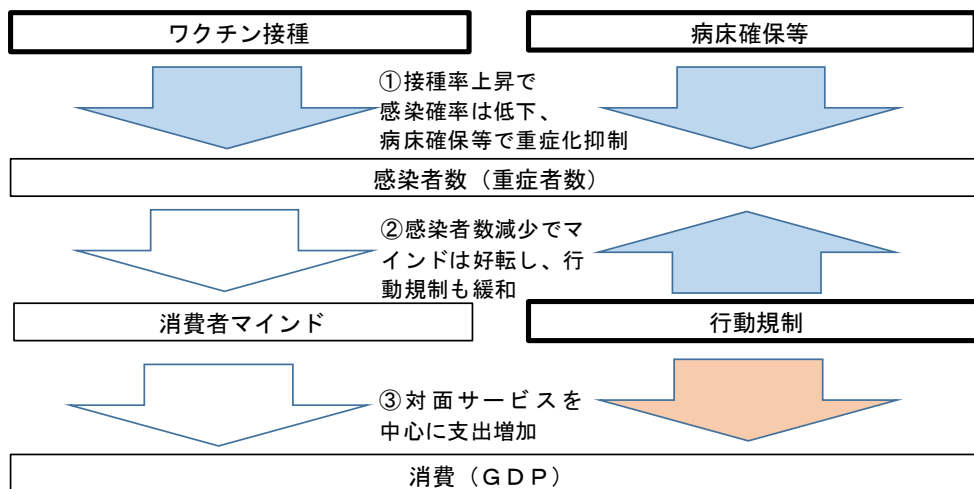 ワクチン接種
病床確保等
①接種率上昇で
感染確率は低下、
病床確保等で重症化抑制
感染者数（重症者数）
②感染者数減少でマ
インドは好転し、行
動規制も緩和
消費者マインド
行動規制
③対面サービスを
中心に支出増加
消費（ＧＤＰ）